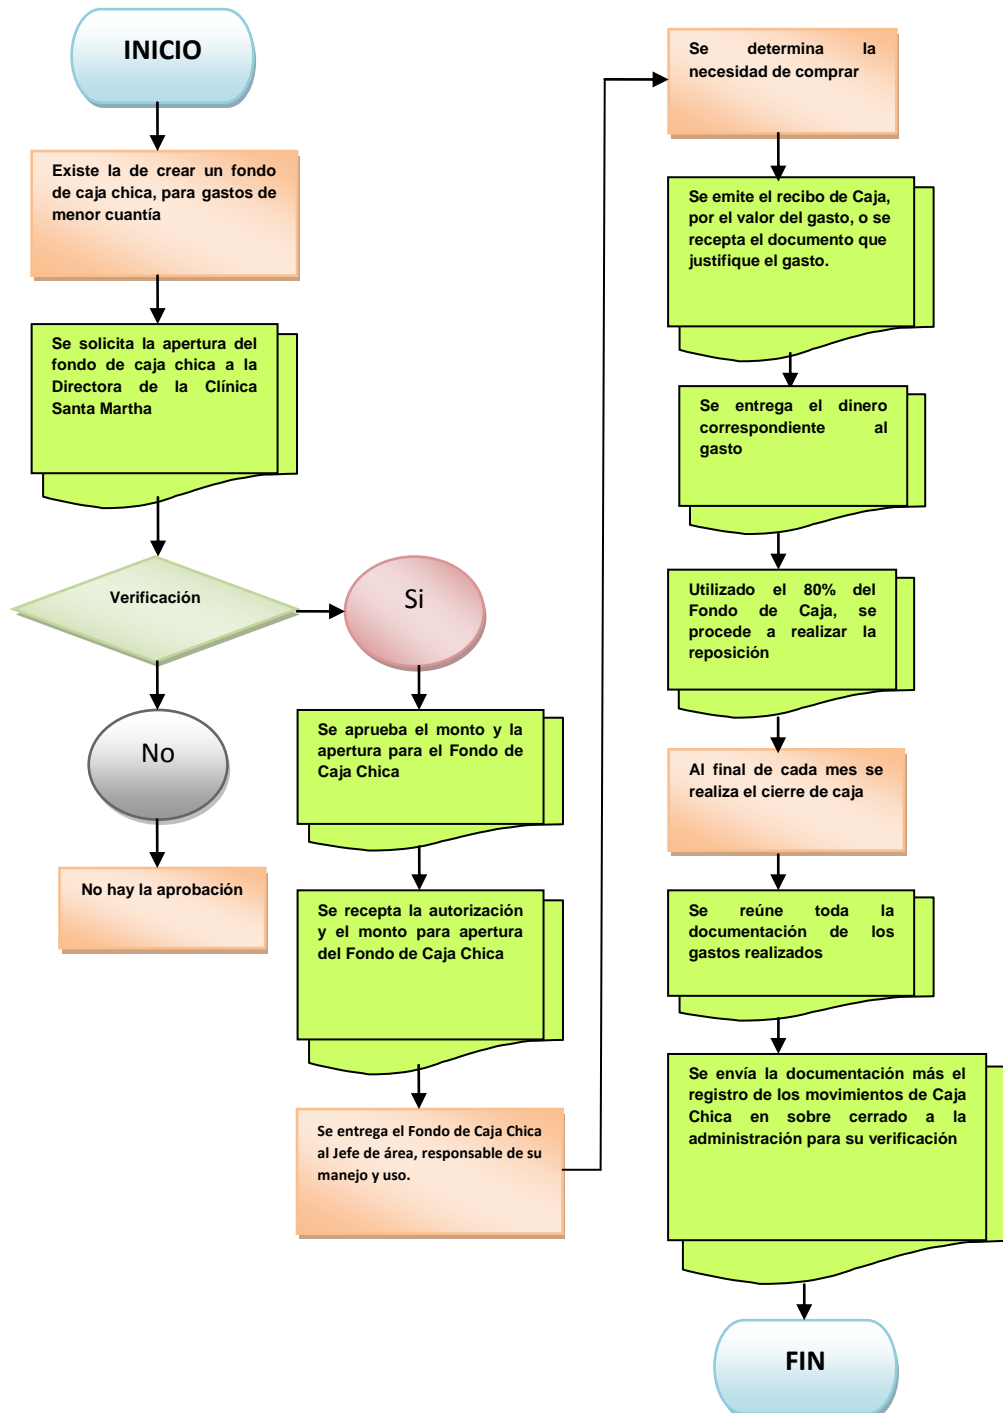 INICIO
Existe la de crear un fondo
de caja chica, para gastos de
menor cuantía
Se solicita la apertura del
fondo de caja chica a la
Directora de la Clínica
Santa Martha
Verificación
Si
No
No hay la aprobación
Se aprueba el monto y la
apertura para el Fondo de
Caja Chica
Se recepta la autorización
y el monto para apertura
del Fondo de Caja Chica
Se entrega el Fondo de Caja Chica
al Jefe de área, responsable de su
manejo y uso.
Se determina la
necesidad de comprar
Se emite el recibo de Caja,
por el valor del gasto, o se
recepta el documento que
justifique el gasto.
Se entrega el dinero
correspondiente al
gasto
Utilizado el 80% del
Fondo de Caja, se
procede a realizar la
reposición
Al final de cada mes se
realiza el cierre de caja
Se reúne toda la
documentación de los
gastos realizados
Se envía la documentación más el
registro de los movimientos de Caja
Chica en sobre cerrado a la
administración para su verificación
FIN